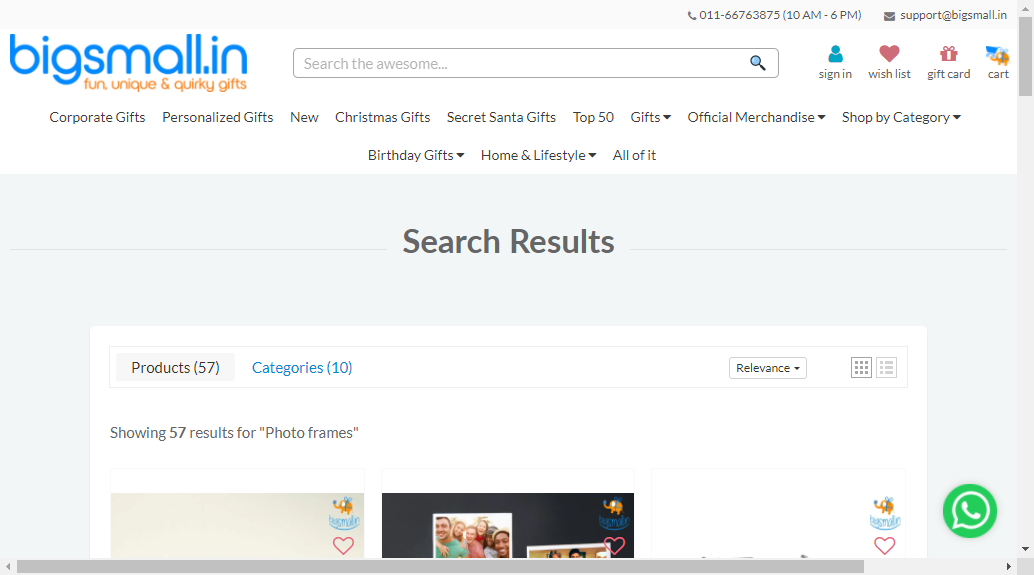 011-66763875 (10 AM - 6 PM) support@bigsmall.in
bigsmall.in
fun, unique & quirky gifts
Search the awesome...
sign in wish list gift card cart
Corporate Gifts Personalized Gifts New Christmas Gifts Secret Santa Gifts Top 50 Gifts Official Merchandise Shop by Category
Birthday Gifts Home & Lifestyle All of it
Search Results
Products (57) Categories (10) Relevance
Showing 57 results for "Photo frames"
bigsmall.in bigsmall.in bigsmall.in